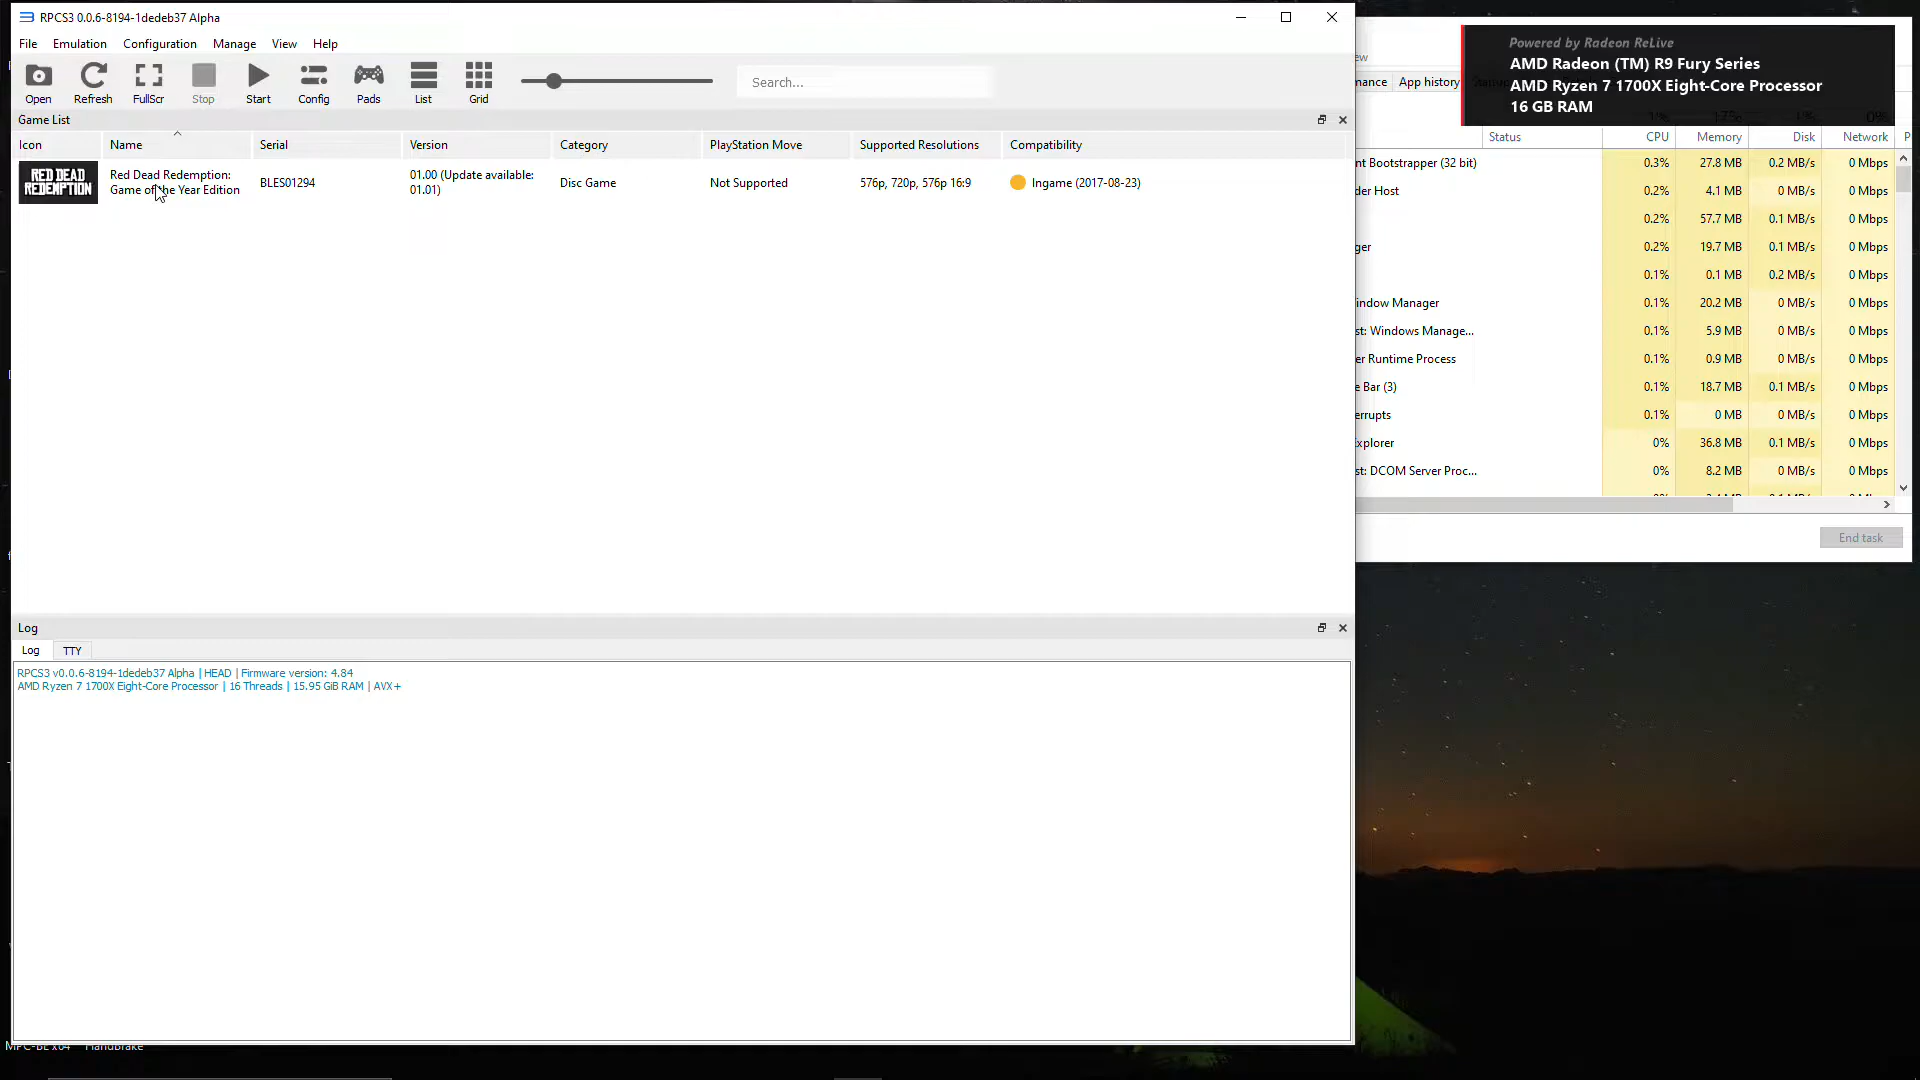 RPCS3 0.0.6-8194-1dedeb37 Alpha
File Emulation Configuration Manage View Help
Open Refresh FullScr Stop Start Config Pads List Grid
Search...
Game List
Icon Name Serial Version Category PlayStation Move Supported Resolutions Compatibility
RED DEAD
REDEMPTION
Red Dead Redemption:
Game of the Year Edition
BLES01294
01.00 (Update available:
01.01)
Disc Game
Not Supported
576p, 720p, 576p 16:9
Ingame (2017-08-23)
Log
Log TTY
RPCS3 v0.0.6-8194-1dedeb37 Alpha | HEAD | Firmware version: 4.84
AMD Ryzen 7 1700X Eight-Core Processor | 16 Threads | 15.95 GiB RAM | AVX+
Powered by Radeon ReLive
AMD Radeon (TM) R9 Fury Series
AMD Ryzen 7 1700X Eight-Core Processor
16 GB RAM
ew
mance App history
Status CPU Memory Disk Network P
nt Bootstrapper (32 bit) 0.3% 27.8 MB 0.2 MB/s 0 Mbps
der Host 0.2% 4.1 MB 0 MB/s 0 Mbps
0.2% 57.7 MB 0.1 MB/s 0 Mbps
ger 0.2% 19.7 MB 0.1 MB/s 0 Mbps
0.1% 0.1 MB 0.2 MB/s 0 Mbps
indow Manager 0.1% 20.2 MB 0 MB/s 0 Mbps
st: Windows Manage... 0.1% 5.9 MB 0 MB/s 0 Mbps
er Runtime Process 0.1% 0.9 MB 0 MB/s 0 Mbps
e Bar (3) 0.1% 18.7 MB 0.1 MB/s 0 Mbps
errupts 0.1% 0 MB 0 MB/s 0 Mbps
Explorer 0% 36.8 MB 0.1 MB/s 0 Mbps
st: DCOM Server Proc... 0% 8.2 MB 0 MB/s 0 Mbps
End task
MPC-BE x64 HandBrake